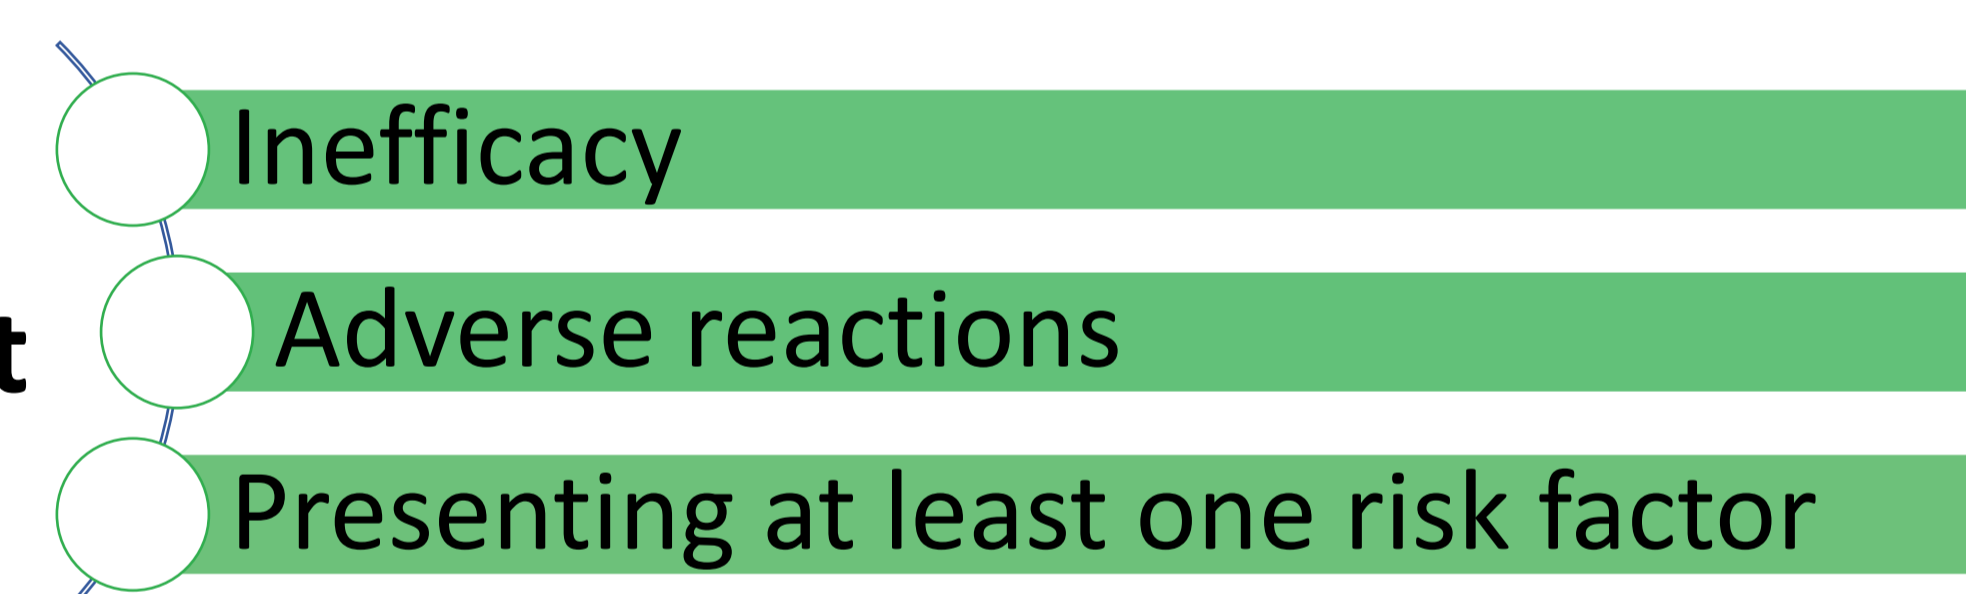 Inefficacy
Adverse reactions
Presenting at least one risk factor